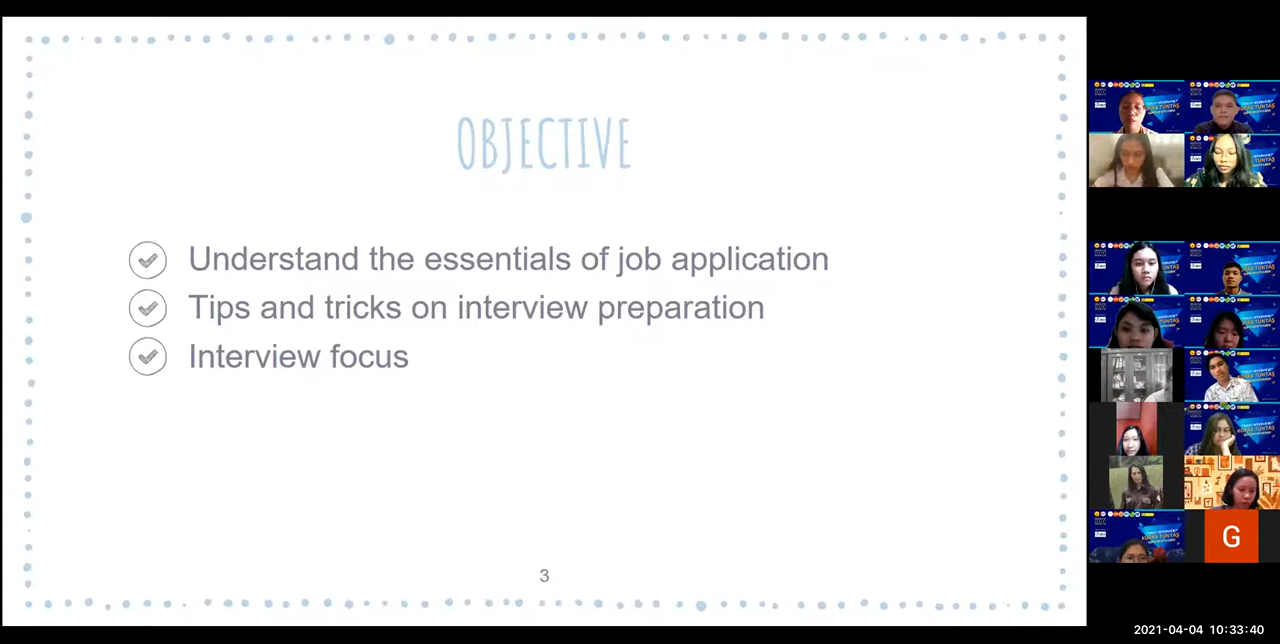 OBJECTIVE
Understand the essentials of job application
Tips and tricks on interview preparation
Interview focus
3
G
2021-04-04 10:33:40